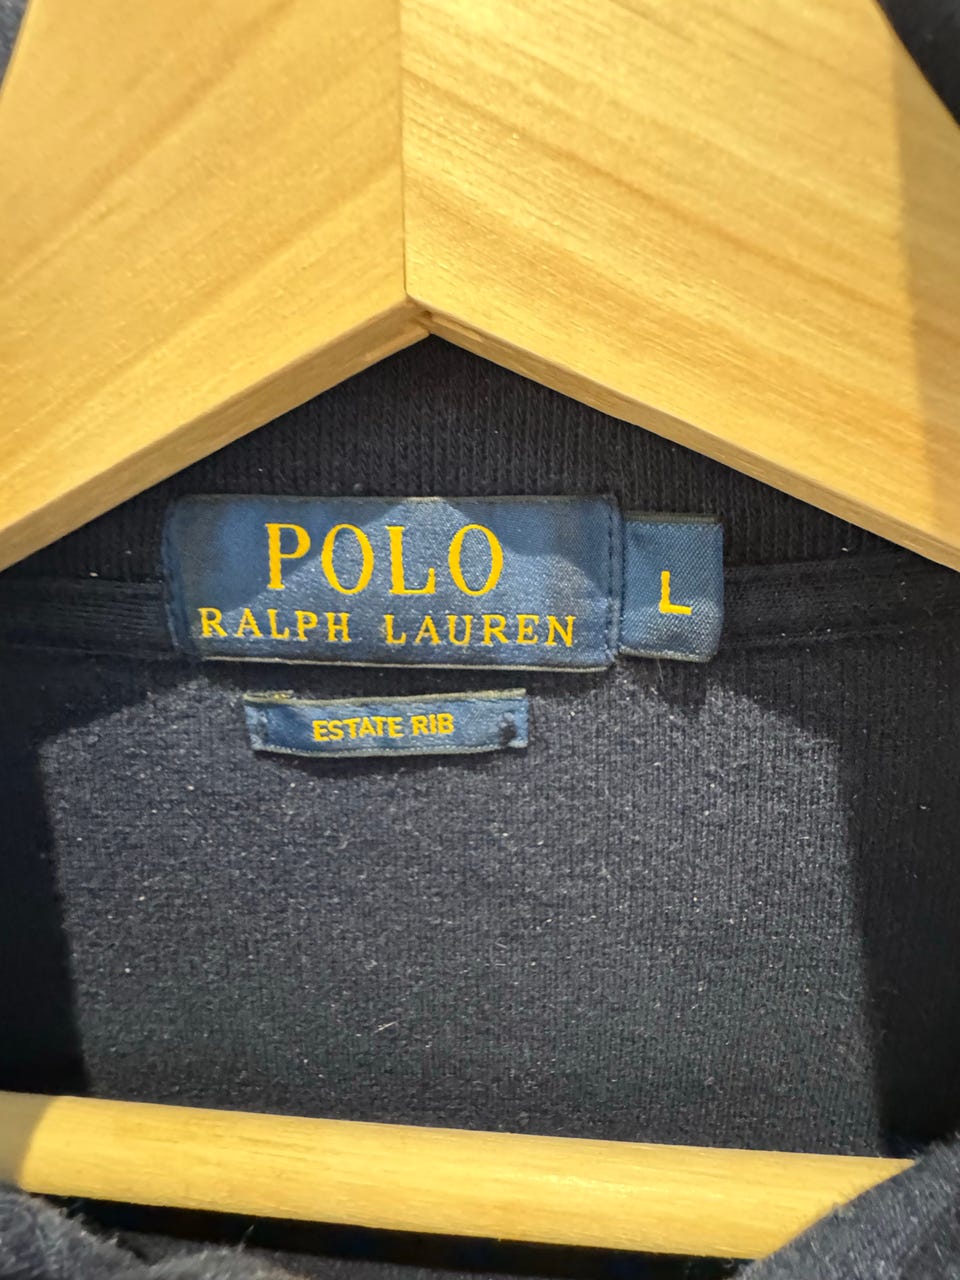 POLO
RALPH LAUREN
L
ESTATE RIB